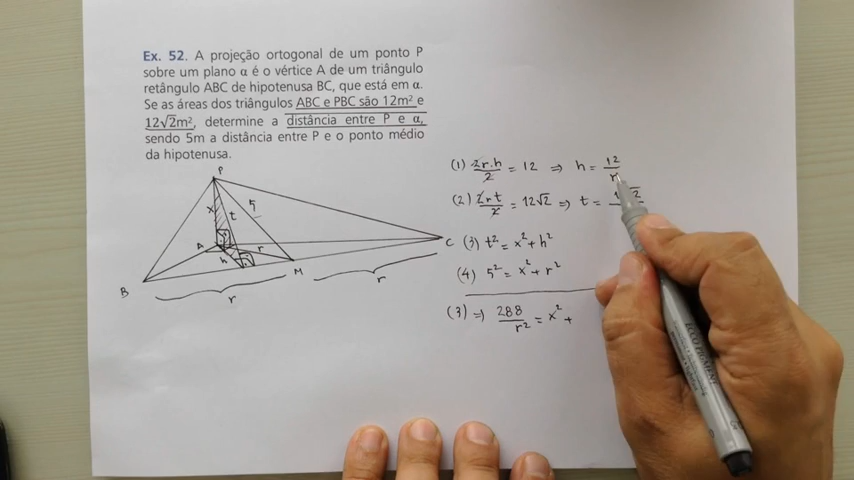 Ex. 52. A projeção ortogonal de um ponto P
sobre um plano α é o vértice A de um triângulo
retângulo ABC de hipotenusa BC, que está em α.
Se as áreas dos triângulos ABC e PBC são 12m² e
12√2m², determine a distância entre P e α,
sendo 5m a distância entre P e o ponto médio
da hipotenusa.
P
x t 5
A r
h
B M C
r r
(1) 2r.h/2 = 12 ⇒ h = 12/r
(2) 2rt/2 = 12√2 ⇒ t =
(3) t² = x² + h²
(4) 5² = x² + r²
(3) ⇒ 288/r² = x² +
ECCO PIGMENT